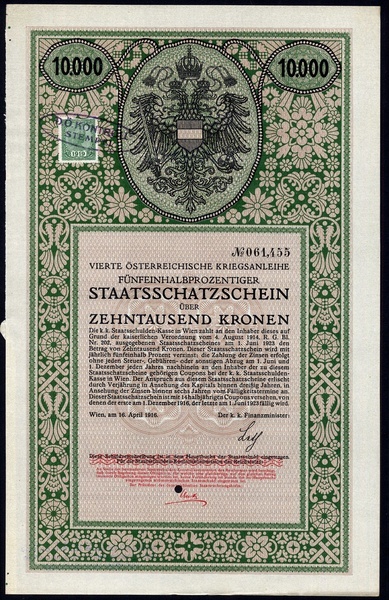 10.000
10.000
KONTR
STEM
1919
№061,455
VIERTE ÖSTERREICHISCHE KRIEGSANLEIHE
FÜNFEINHALBPROZENTIGER
STAATSSCHATZSCHEIN
ÜBER
ZEHNTAUSEND KRONEN
Die k.k. Staatsschulden/Kasse in Wien zahlt an den Inhaber dieses auf
Grund der kaiserlichen Verordnung vom 4. August 1914, R. G. Bl.
Nr. 202, ausgegebenen Staatsschatzscheines am 1. Juni 1923 den
Betrag von Zehntausend Kronen. Dieser Staatsschatzschein wird mit
jährlich fünfeinhalb Prozent verzinst; die Zahlung der Zinsen erfolgt
ohne jeden Steuer-, Gebühren- oder sonstigen Abzug am 1. Juni und
1. Dezember jeden Jahres nachhinein an den Inhaber der zu diesem
Staatsschatzscheine gehörigen Coupons bei der k. k. Staatsschulden-
Kasse in Wien. Der Anspruch aus diesem Staatsschatzscheine erlischt
durch Verjährung in Ansehung des Kapitals binnen dreißig Jahren, in
Ansehung der Zinsen binnen sechs Jahren vom Fälligkeitstage an.
Dieser Staatsschatzschein ist mit 14 halbjährigen Coupons versehen, von
denen der erste am 1. Dezember 1916, der letzte am 1. Juni 1923 fällig wird.
Wien, am 16. April 1916.
Der k. k. Finanzminister: